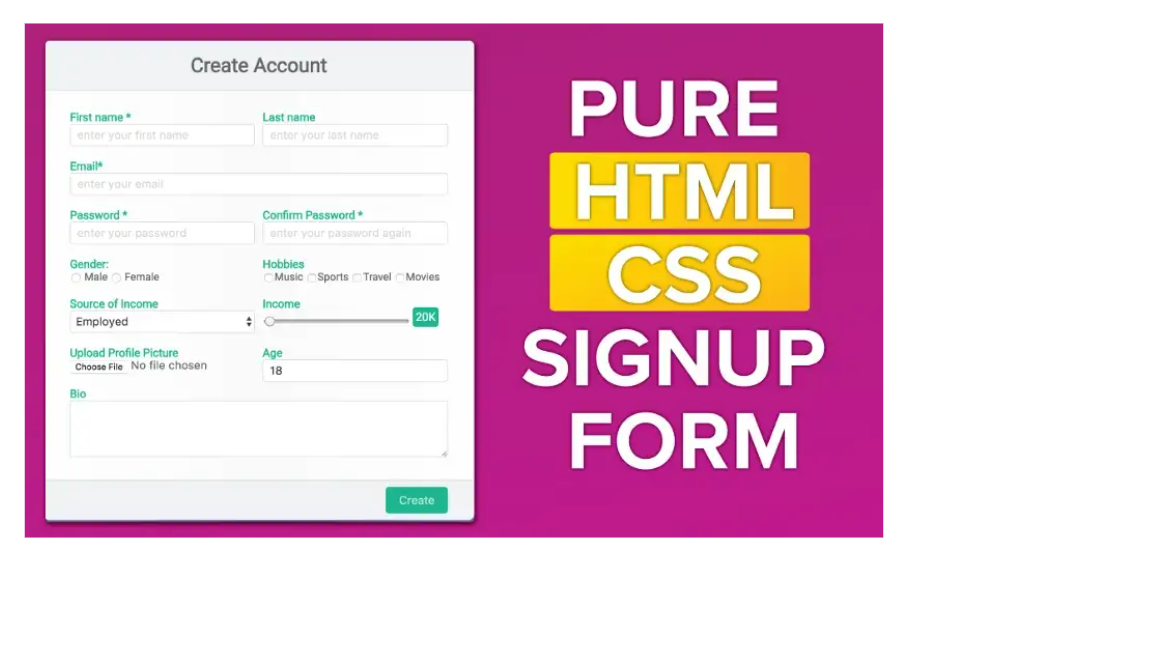 Create Account
First name * Last name
enter your first name enter your last name
Email*
enter your email
Password * Confirm Password *
enter your password enter your password again
Gender: Hobbies
Male Female Music Sports Travel Movies
Source of Income Income
Employed 20K
Upload Profile Picture Age
Choose File No file chosen 18
Bio
Create
PURE
HTML
CSS
SIGNUP
FORM